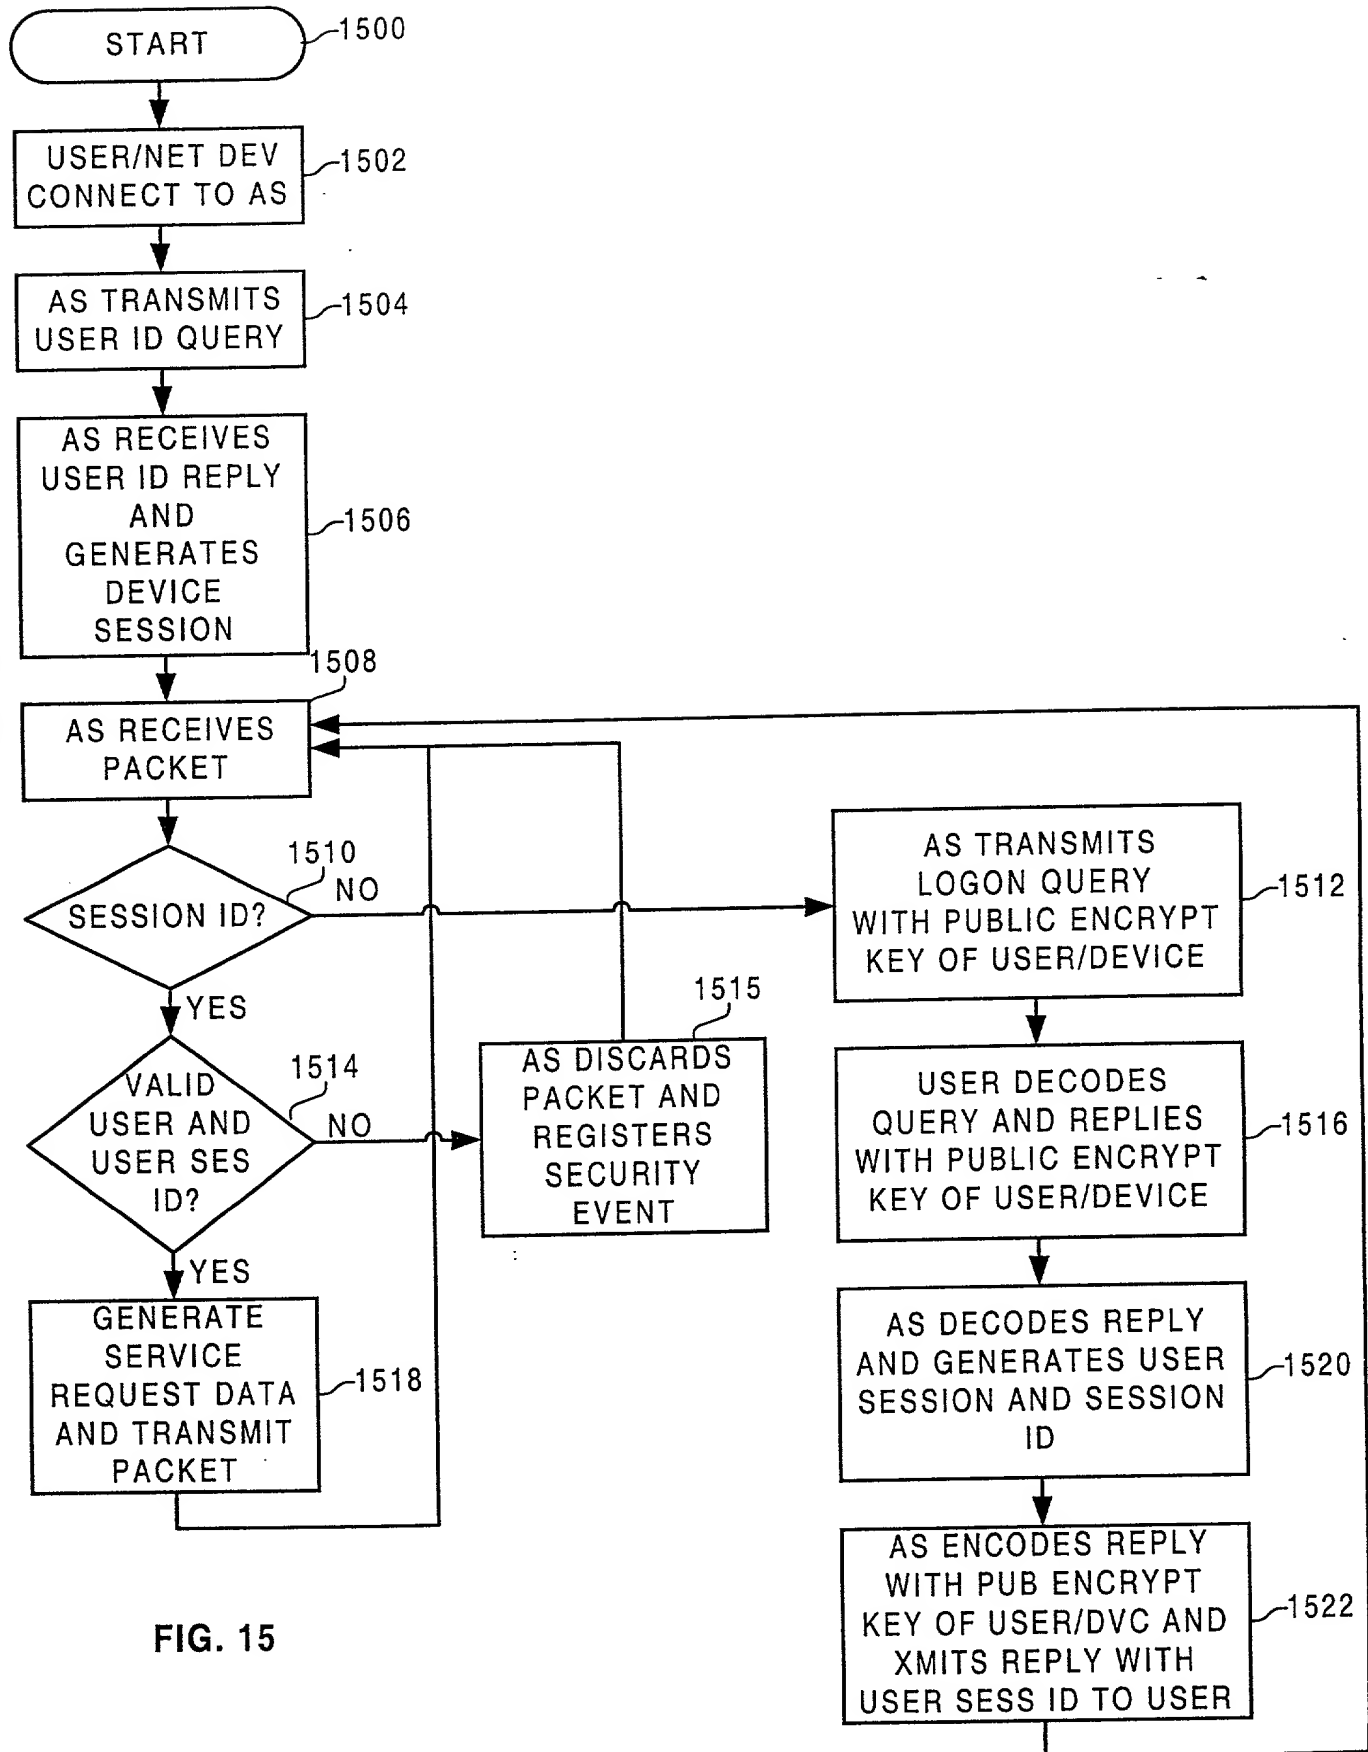 START
1500
USER/NET DEV
CONNECT TO AS
1502
AS TRANSMITS
USER ID QUERY
1504
AS RECEIVES
USER ID REPLY
AND
GENERATES
DEVICE
SESSION
1506
1508
AS RECEIVES
PACKET
1510
SESSION ID?
NO
YES
AS TRANSMITS
LOGON QUERY
WITH PUBLIC ENCRYPT
KEY OF USER/DEVICE
1512
1514
VALID
USER AND
USER SES
ID?
NO
YES
1515
AS DISCARDS
PACKET AND
REGISTERS
SECURITY
EVENT
USER DECODES
QUERY AND REPLIES
WITH PUBLIC ENCRYPT
KEY OF USER/DEVICE
1516
GENERATE
SERVICE
REQUEST DATA
AND TRANSMIT
PACKET
1518
AS DECODES REPLY
AND GENERATES USER
SESSION AND SESSION
ID
1520
AS ENCODES REPLY
WITH PUB ENCRYPT
KEY OF USER/DVC AND
XMITS REPLY WITH
USER SESS ID TO USER
1522
FIG. 15